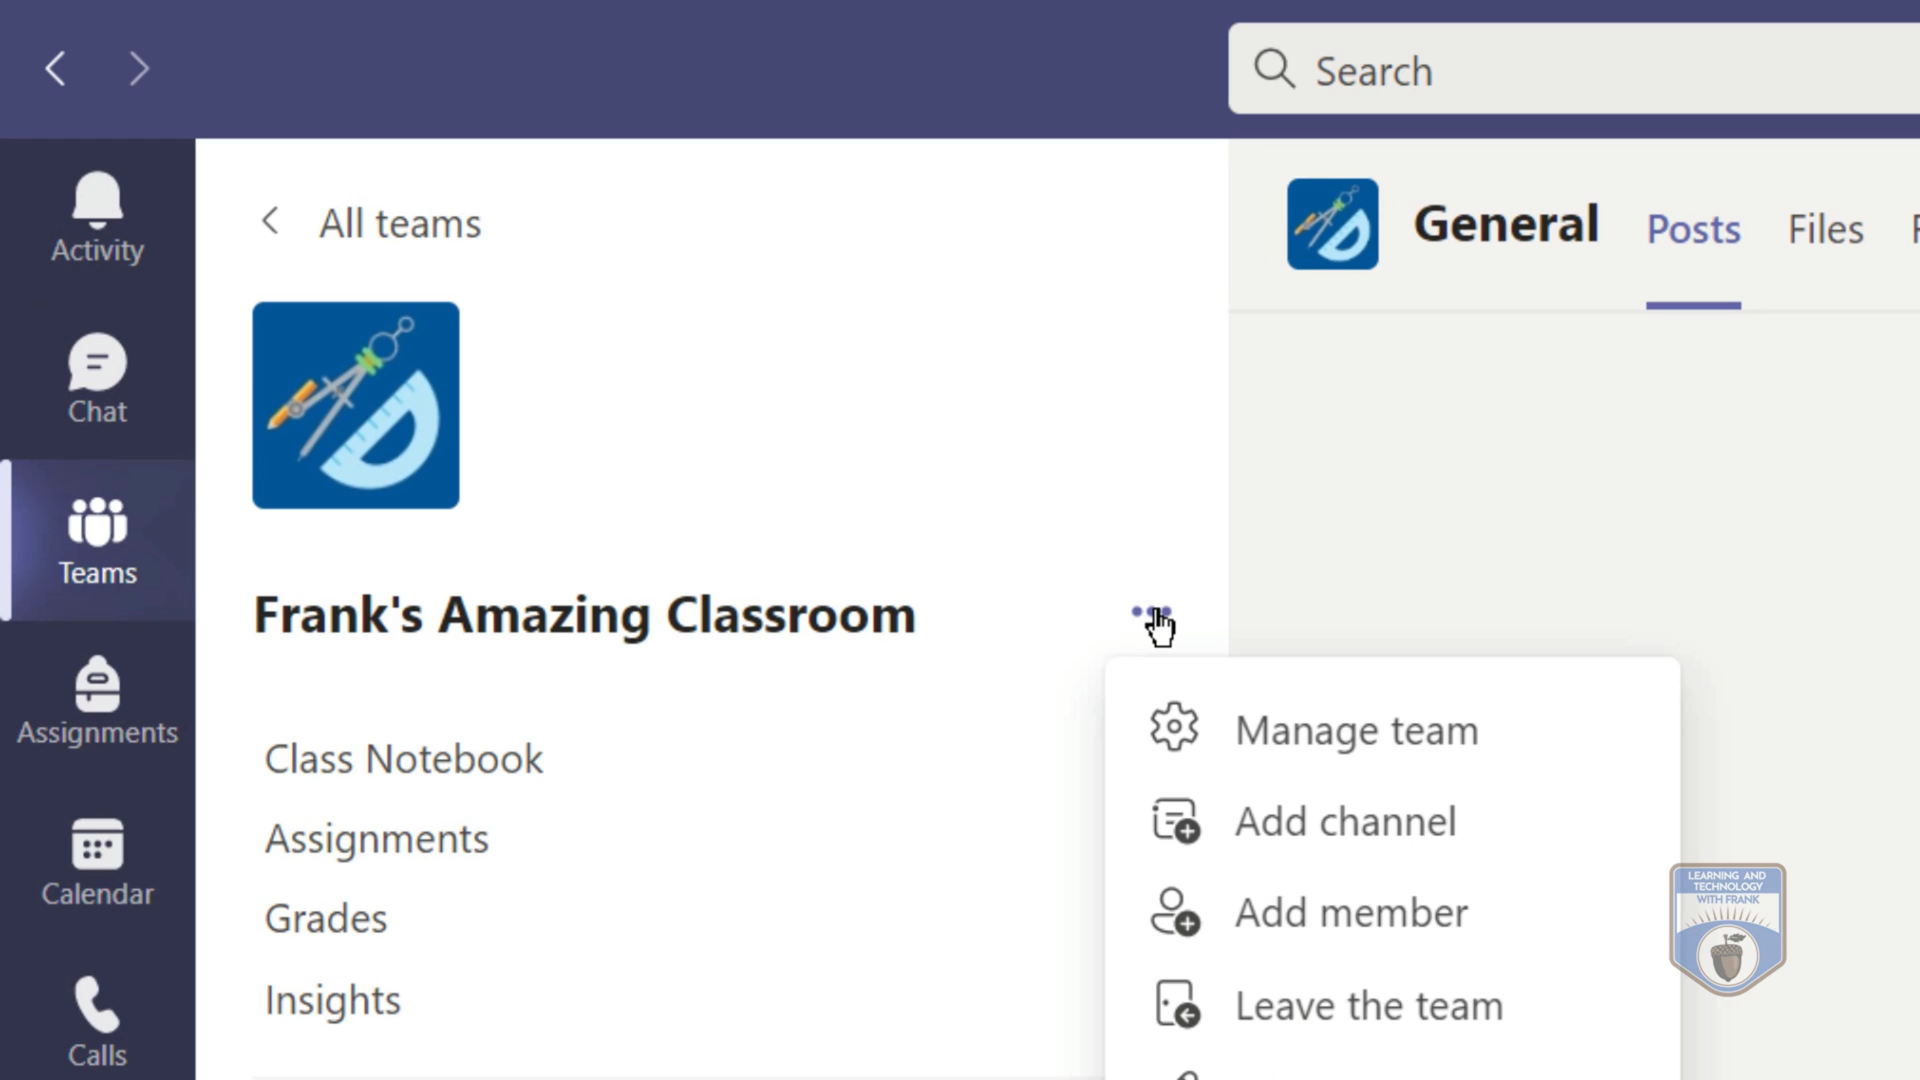 Search
Activity
Chat
Teams
Assignments
Calendar
Calls
All teams
Frank's Amazing Classroom
Class Notebook
Assignments
Grades
Insights
General
Posts
Files
Manage team
Add channel
Add member
Leave the team
LEARNING AND
TECHNOLOGY
WITH FRANK